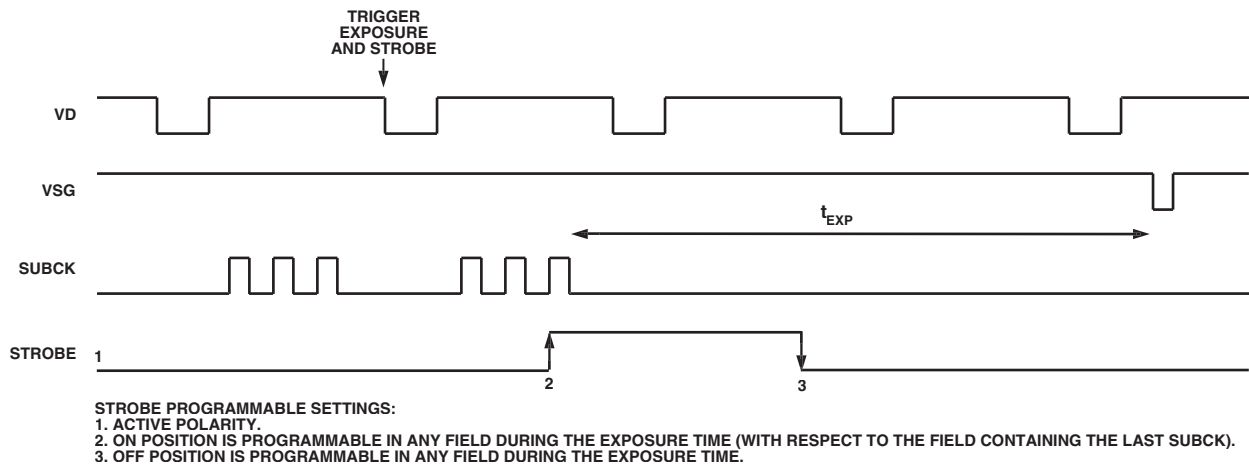 TRIGGER
EXPOSURE
AND STROBE
VD
VSG
tEXP
SUBCK
STROBE
1
2
3
STROBE PROGRAMMABLE SETTINGS:
1. ACTIVE POLARITY.
2. ON POSITION IS PROGRAMMABLE IN ANY FIELD DURING THE EXPOSURE TIME (WITH RESPECT TO THE FIELD CONTAINING THE LAST SUBCK).
3. OFF POSITION IS PROGRAMMABLE IN ANY FIELD DURING THE EXPOSURE TIME.